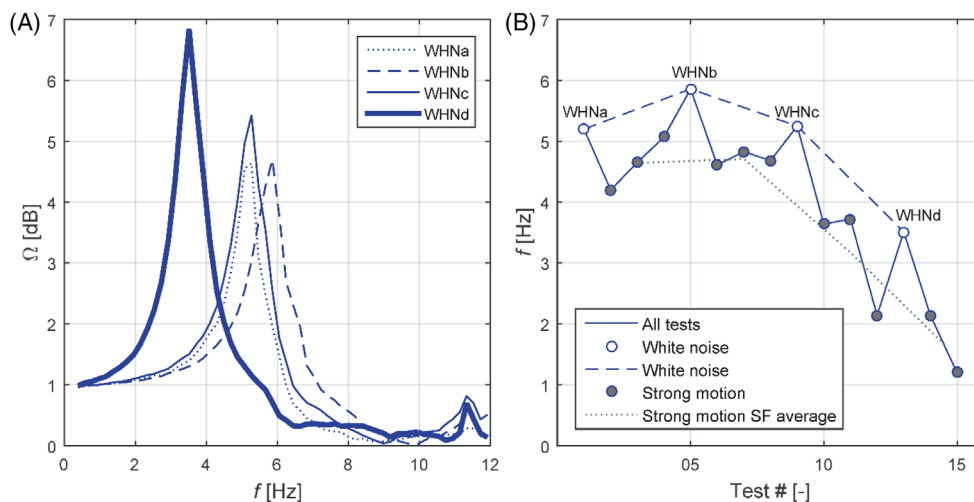 (A)
7
6
5
4
3
2
1
0
Ω [dB]
0 2 4 6 8 10 12
f [Hz]
WHNa
WHNb
WHNc
WHNd
(B)
7
6
5
4
3
2
1
0
f [Hz]
05 10 15
Test # [-]
WHNa
WHNb
WHNc
WHNd
All tests
White noise
White noise
Strong motion
Strong motion SF average